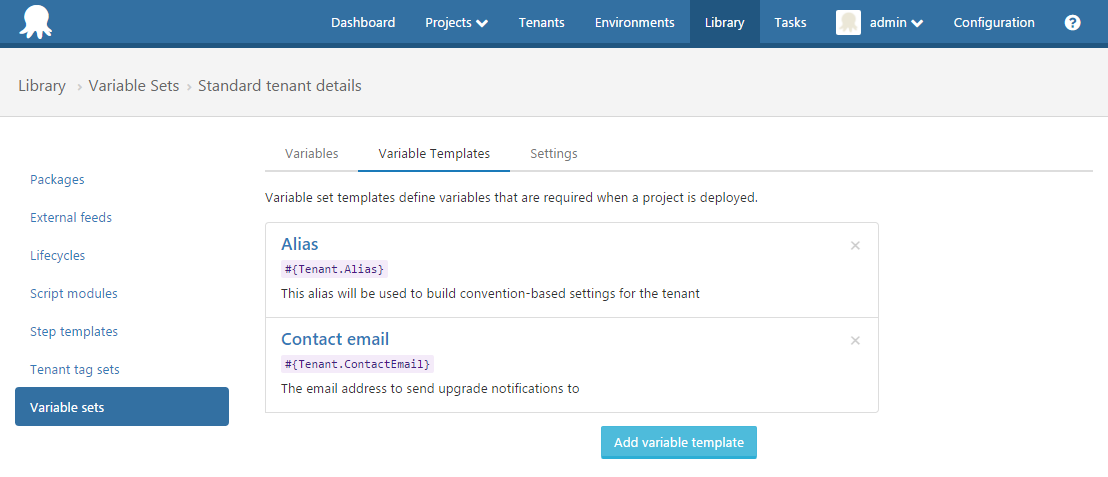 Dashboard Projects Tenants Environments Library Tasks admin Configuration ?
Library › Variable Sets › Standard tenant details
Variables Variable Templates Settings
Packages
External feeds
Lifecycles
Script modules
Step templates
Tenant tag sets
Variable sets
Variable set templates define variables that are required when a project is deployed.
Alias ×
#{Tenant.Alias}
This alias will be used to build convention-based settings for the tenant
Contact email ×
#{Tenant.ContactEmail}
The email address to send upgrade notifications to
Add variable template